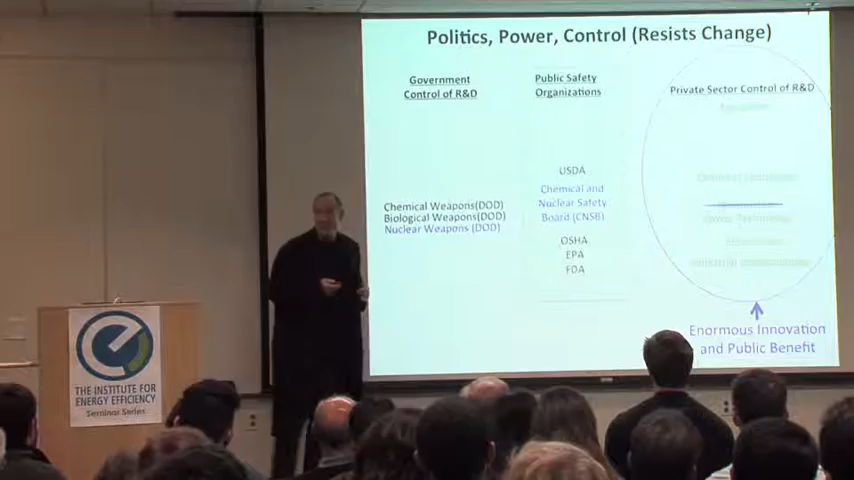 Politics, Power, Control (Resists Change)
Government
Control of R&D
Public Safety
Organizations
Private Sector Control of R&D
USDA
Chemical and
Nuclear Safety
Board (CNSB)
OSHA
EPA
FDA
Chemical Weapons(DOD)
Biological Weapons(DOD)
Nuclear Weapons (DOD)
Enormous Innovation
and Public Benefit
THE INSTITUTE FOR
ENERGY EFFICIENCY
Seminar Series